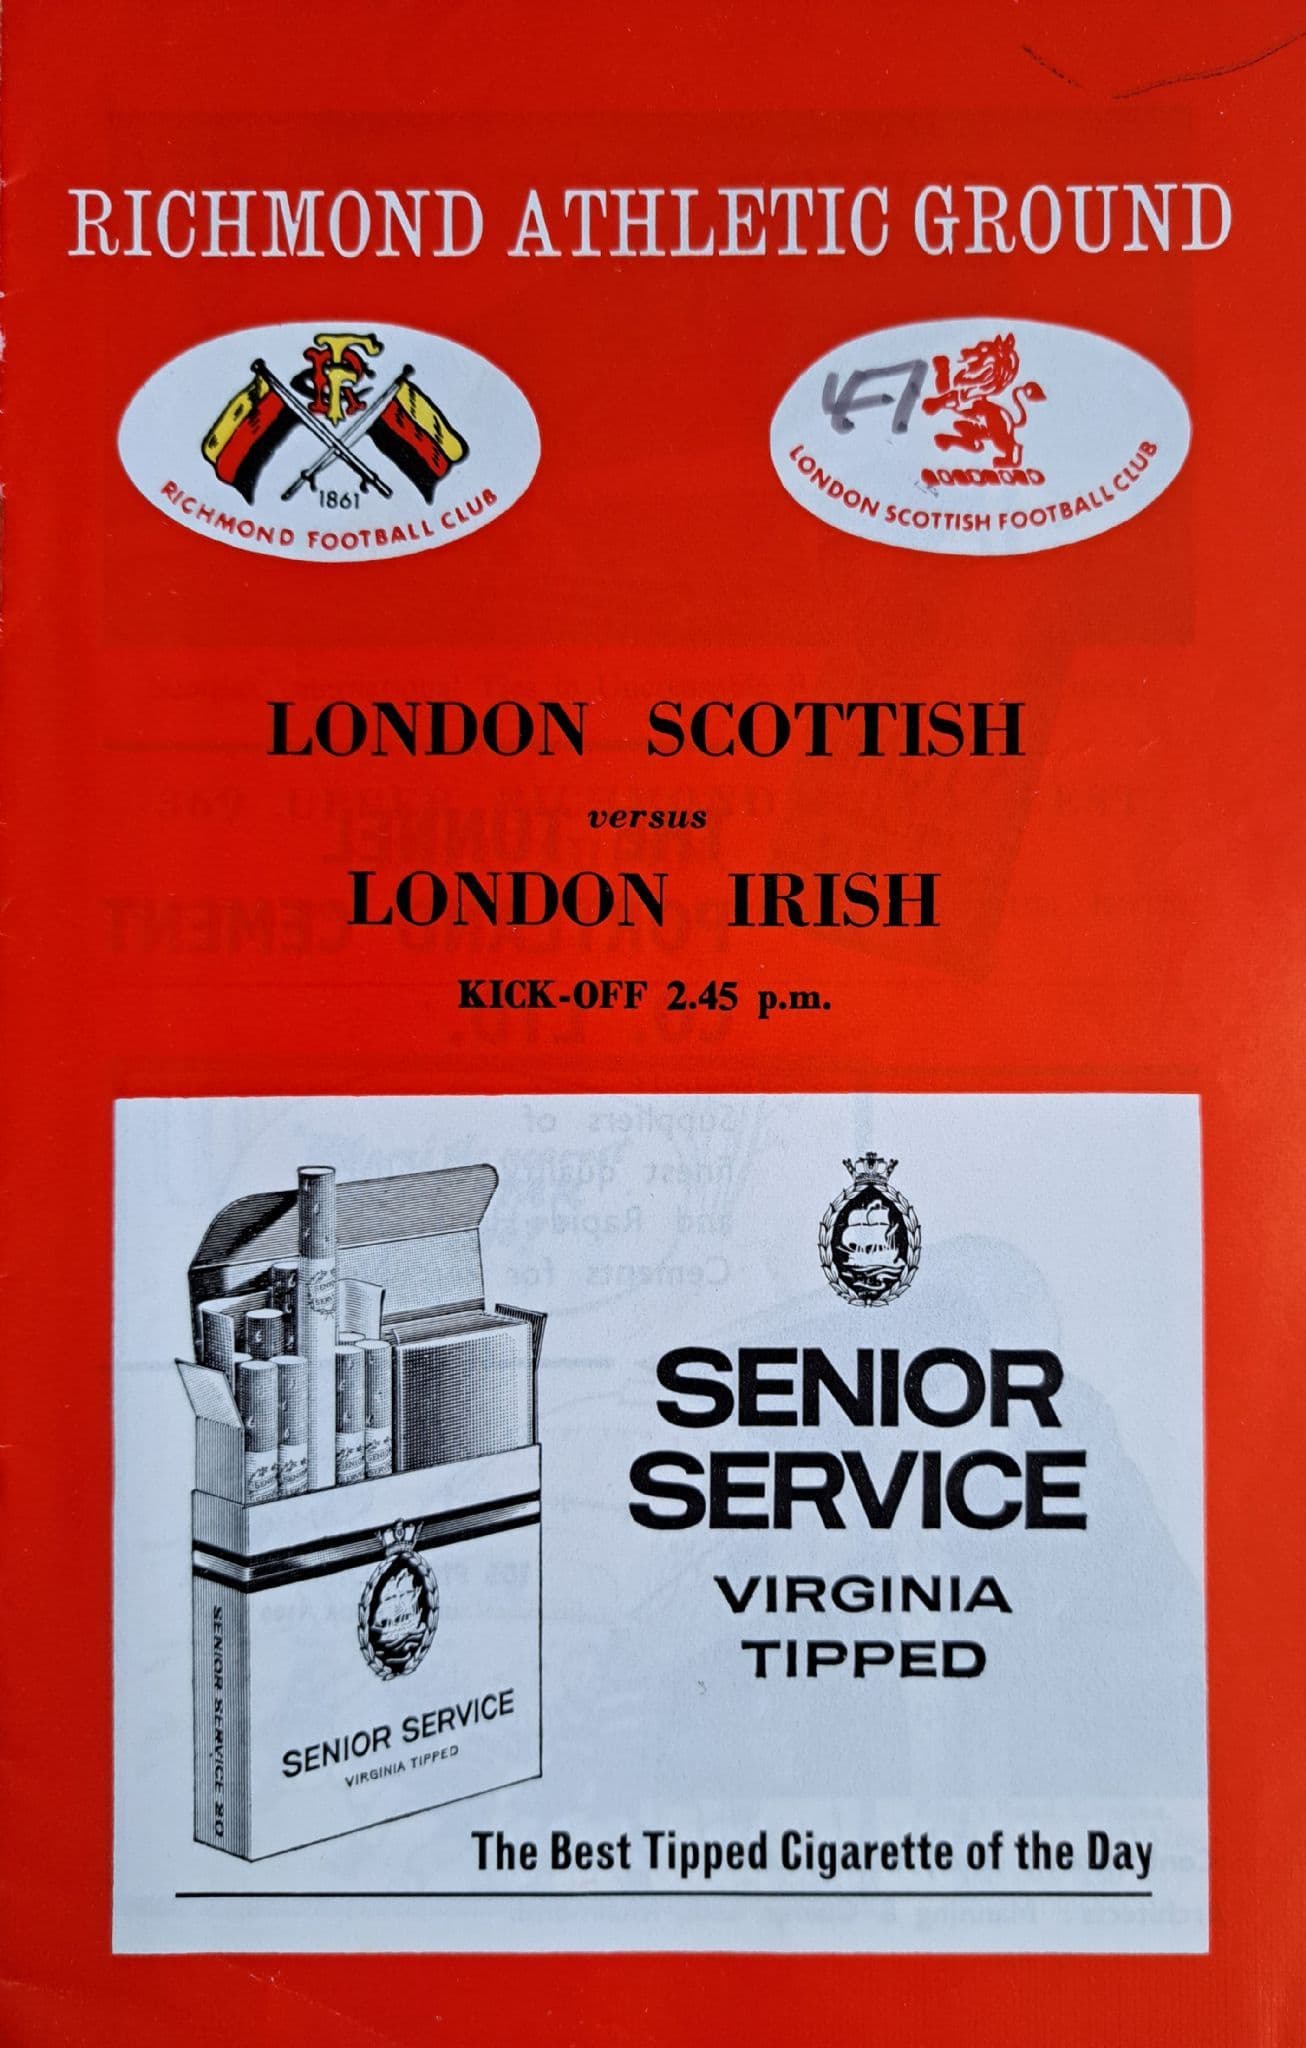 RICHMOND ATHLETIC GROUND
1861
RICHMOND FOOTBALL CLUB
LONDON SCOTTISH FOOTBALL CLUB
LONDON SCOTTISH
versus
LONDON IRISH
KICK-OFF 2.45 p.m.
SENIOR
SERVICE
VIRGINIA
TIPPED
SENIOR SERVICE 20
SENIOR SERVICE
VIRGINIA TIPPED
The Best Tipped Cigarette of the Day